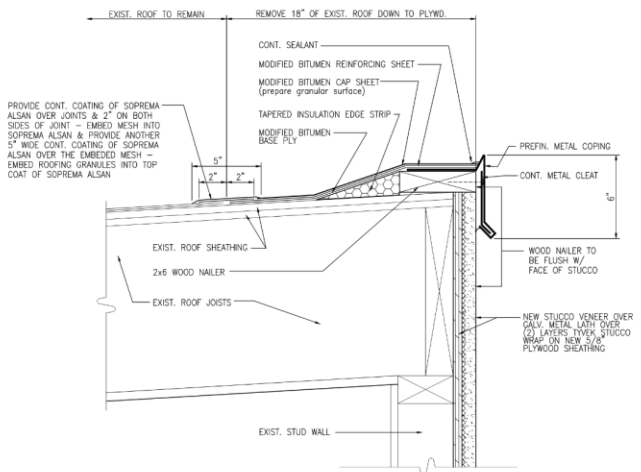 EXIST. ROOF TO REMAIN
REMOVE 18" OF EXIST. ROOF DOWN TO PLYWD.
CONT. SEALANT
MODIFIED BITUMEN REINFORCING SHEET
MODIFIED BITUMEN CAP SHEET
(prepare granular surface)
TAPERED INSULATION EDGE STRIP
MODIFIED BITUMEN
BASE PLY
PROVIDE CONT. COATING OF SOPREMA
ALSAN OVER JOINTS & 2" ON BOTH
SIDES OF JOINT – EMBED MESH INTO
SOPREMA ALSAN & PROVIDE ANOTHER
5" WIDE CONT. COATING OF SOPREMA
ALSAN OVER THE EMBEDED MESH –
EMBED ROOFING GRANULES INTO TOP
COAT OF SOPREMA ALSAN
5"
2"
2"
PREFIN. METAL COPING
CONT. METAL CLEAT
6"
EXIST. ROOF SHEATHING
2x6 WOOD NAILER
EXIST. ROOF JOISTS
WOOD NAILER TO
BE FLUSH W/
FACE OF STUCCO
NEW STUCCO VENEER OVER
GALV. METAL LATH OVER
(2) LAYERS TYVEK STUCCO
WRAP ON NEW 5/8"
PLYWOOD SHEATHING
EXIST. STUD WALL